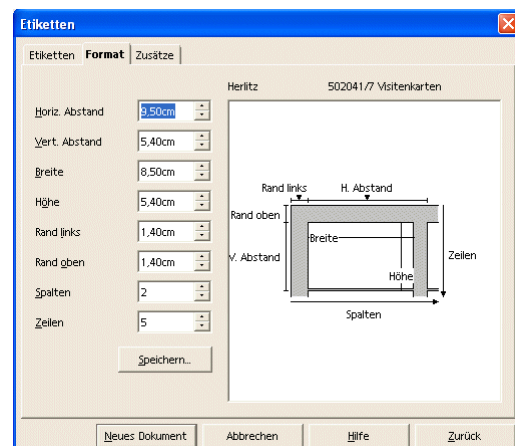 Etiketten
Etiketten Format Zusätze
Herlitz 502041/7 Visitenkarten
Horiz. Abstand 9,50cm
Vert. Abstand 5,40cm
Breite 8,50cm
Höhe 5,40cm
Rand links 1,40cm
Rand oben 1,40cm
Spalten 2
Zeilen 5
Speichern...
Rand links H. Abstand
Rand oben
Breite
V. Abstand
Zeilen
Höhe
Spalten
Neues Dokument Abbrechen Hilfe Zurück